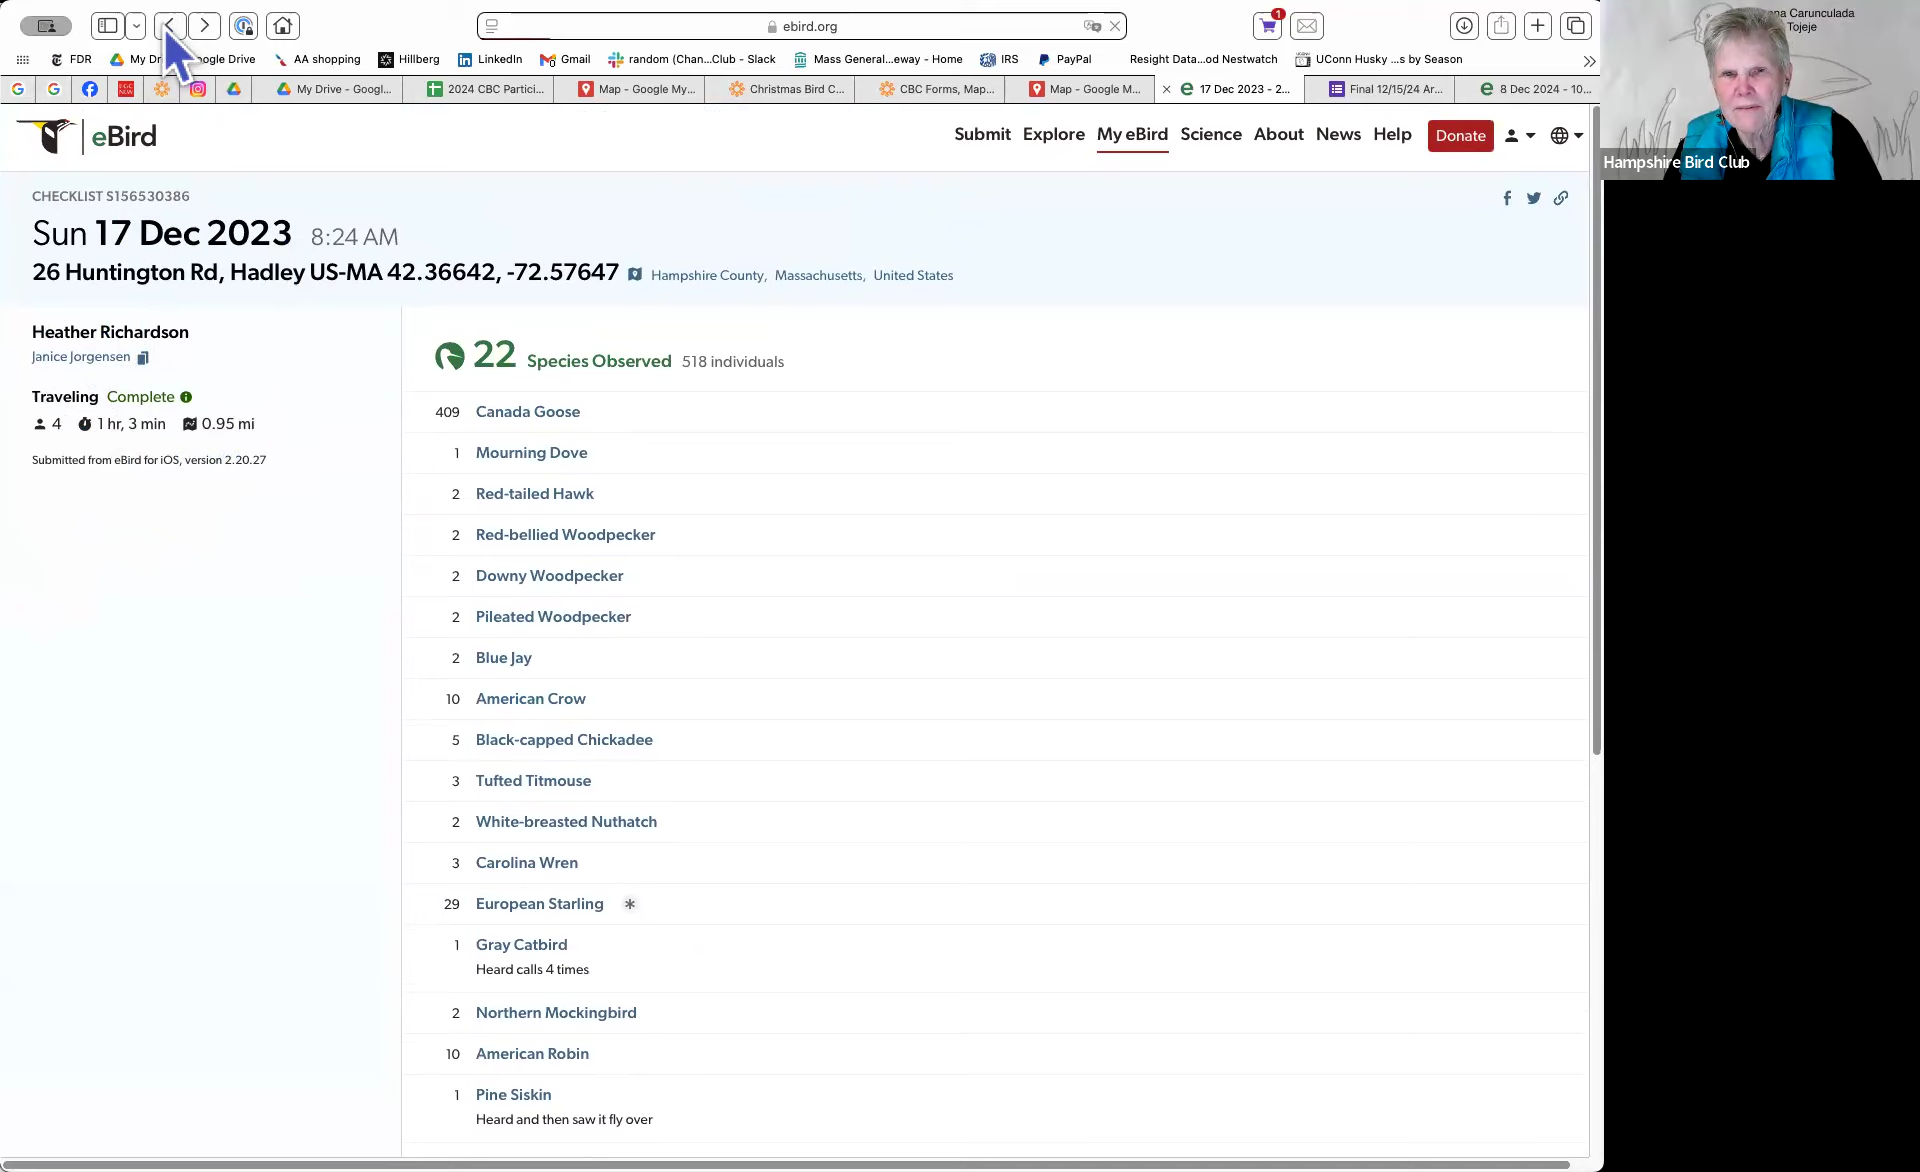 ebird.org
1
FDR
My Dr
oogle Drive
AA shopping
Hillberg
LinkedIn
Gmail
random (Chan...Club - Slack
Mass General...eway - Home
IRS
PayPal
Resight Data...od Nestwatch
UConn Husky ...s by Season
My Drive - Googl...
2024 CBC Partici...
Map - Google My...
Christmas Bird C...
CBC Forms, Map...
Map - Google M...
17 Dec 2023 - 2...
Final 12/15/24 Ar...
8 Dec 2024 - 10...
eBird
Submit Explore My eBird Science About News Help Donate
CHECKLIST S156530386
Sun 17 Dec 2023 8:24 AM
26 Huntington Rd, Hadley US-MA 42.36642, -72.57647 Hampshire County, Massachusetts, United States
Heather Richardson
Janice Jorgensen
Traveling Complete
4 1 hr, 3 min 0.95 mi
Submitted from eBird for iOS, version 2.20.27
22 Species Observed 518 individuals
409 Canada Goose
1 Mourning Dove
2 Red-tailed Hawk
2 Red-bellied Woodpecker
2 Downy Woodpecker
2 Pileated Woodpecker
2 Blue Jay
10 American Crow
5 Black-capped Chickadee
3 Tufted Titmouse
2 White-breasted Nuthatch
3 Carolina Wren
29 European Starling *
1 Gray Catbird
Heard calls 4 times
2 Northern Mockingbird
10 American Robin
1 Pine Siskin
Heard and then saw it fly over
Carunculada
Tojeje
Hampshire Bird Club